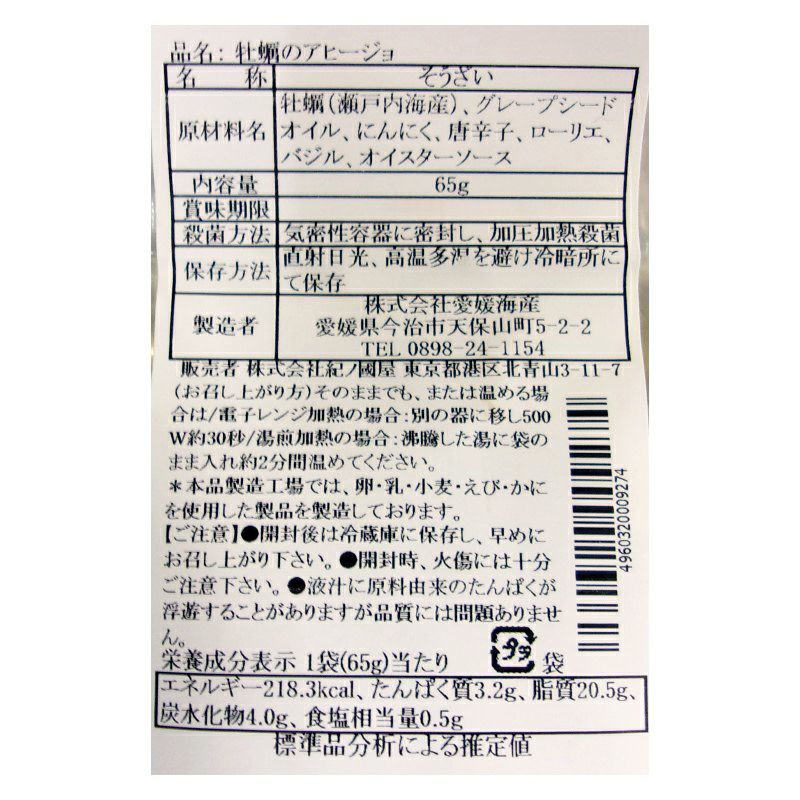 品名: 牡蠣のアヒージョ
名 称 そうざい
原材料名 牡蠣(瀬戸内海産)、グレープシード
オイル、にんにく、唐辛子、ローリエ、
バジル、オイスターソース
内容量 65g
賞味期限
殺菌方法 気密性容器に密封し、加圧加熱殺菌
保存方法 直射日光、高温多湿を避け冷暗所に
て保存
製造者 株式会社愛媛海産
愛媛県今治市天保山町5-2-2
TEL 0898-24-1154
販売者 株式会社紀ノ國屋 東京都港区北青山3-11-7
(お召し上がり方)そのままでも、または温める場
合は/電子レンジ加熱の場合:別の器に移し500
W約30秒/湯煎加熱の場合:沸騰した湯に袋の
まま入れ約2分間温めてください。
*本品製造工場では、卵・乳・小麦・えび・かに
を使用した製品を製造しております。
【ご注意】●開封後は冷蔵庫に保存し、早めに
お召し上がり下さい。●開封時、火傷には十分
ご注意下さい。●液汁に原料由来のたんぱくが
浮遊することがありますが品質には問題ありませ
ん。
4960320009274
栄養成分表示 1袋(65g)当たり
プラ 袋
エネルギー218.3kcal、たんぱく質3.2g、脂質20.5g、
炭水化物4.0g、食塩相当量0.5g
標準品分析による推定値